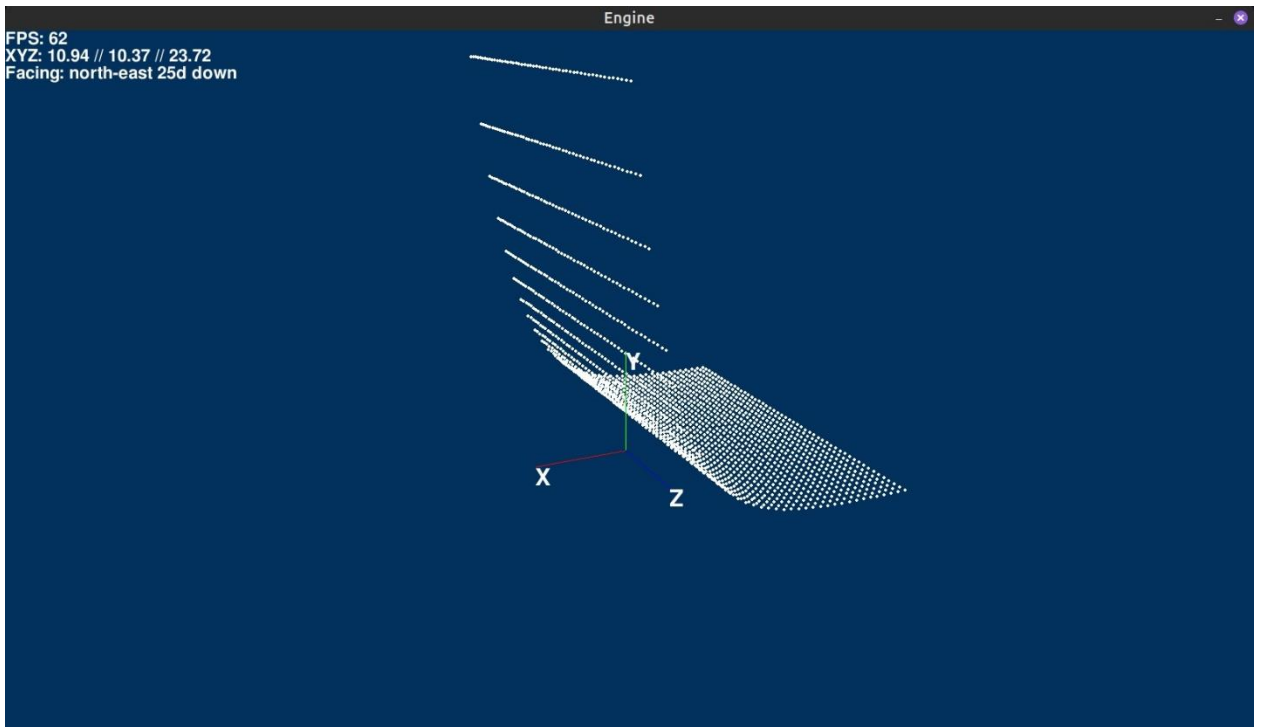 Engine
FPS: 62
XYZ: 10.94 // 10.37 // 23.72
Facing: north-east 25d down
Y
X
Z